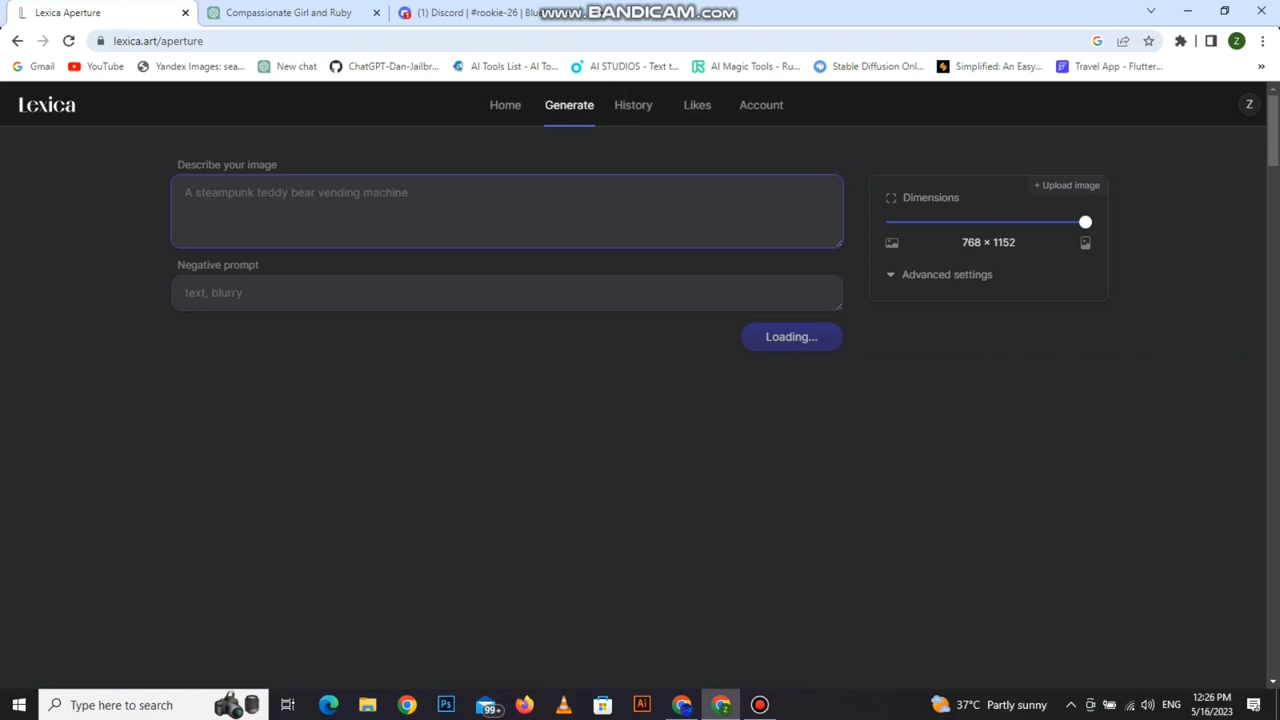 Lexica Aperture
Compassionate Girl and Ruby
(1) Discord | #rookie-26 | Blu
www.BANDICAM.com
lexica.art/aperture
Gmail
YouTube
Yandex Images: sea...
New chat
ChatGPT-Dan-Jailbr...
AI Tools List - AI To...
AI STUDIOS - Text t...
AI Magic Tools - Ru...
Stable Diffusion Onl...
Simplified: An Easy...
Travel App - Flutter...
»
Lexica
Home
Generate
History
Likes
Account
Z
Describe your image
A steampunk teddy bear vending machine
+ Upload image
Dimensions
768 × 1152
Negative prompt
Advanced settings
text, blurry
Loading...
Type here to search
Ps
99+
Ai
37°C Partly sunny
ENG
12:26 PM
5/16/2023